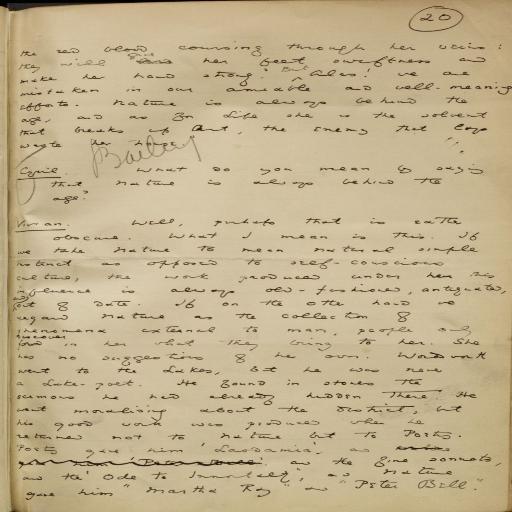 20
the red blood coursing through her veins:
they will give her feet swiftness and
make her hand strong. But Alas! we are
mistaken in our amiable and well-meaning
efforts. Nature is always behind the
age, and as for Life she is the solvent
that breaks up Art, the enemy that lays
waste her house."
Bailey
Cyril. What do you mean by saying
that Nature is always behind the
age?
Vivian. Well, perhaps that is rather
obscure. What I mean is this. If
we take Nature to mean natural simple
instinct as opposed to self-conscious
culture, the work produced under her this
influence is always old-fashioned, antiquated,
and out of date. If on the other hand we
regard Nature as the collection of
phenomena external to man, people only
discover in her what they bring to her. She
has no suggestions of her own. Wordsworth
went to the Lakes, but he was never
a Lake-poet. He found in stones the
sermons he had already hidden there. He
went moralising about the district, but
his good work was produced when he
returned not to Nature but to Poetry.
Poetry gave him 'Laodamia', and
gave him 'Peter Bell' and the fine sonnets,
and the 'Ode to Immortality', and Nature
gave him "Martha Ray" and "Peter Bell."